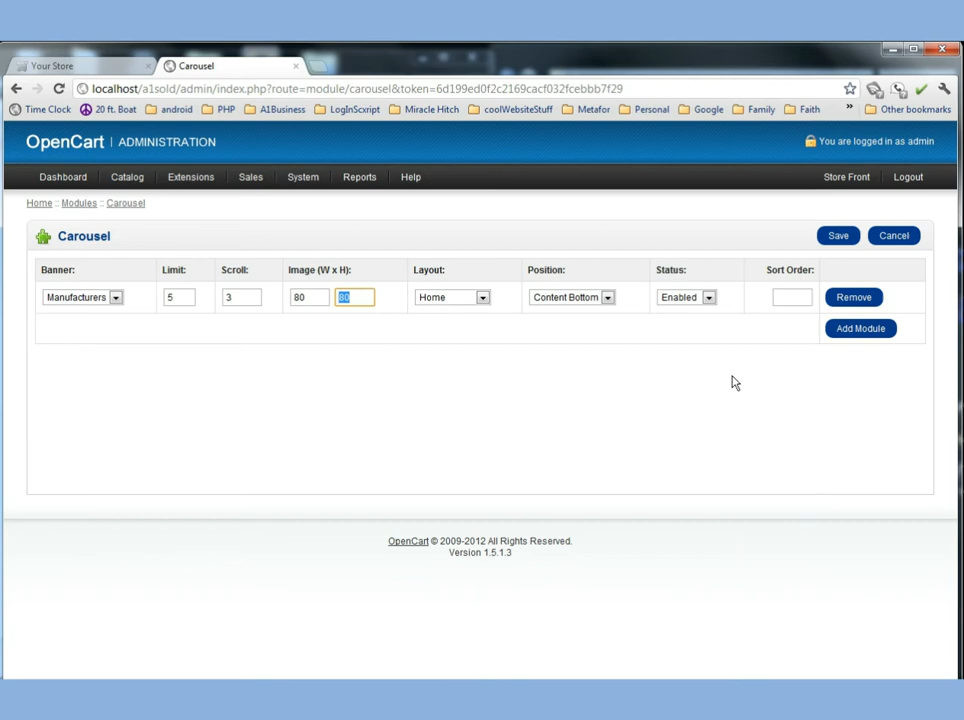 Your Store
Carousel
localhost/a1sold/admin/index.php?route=module/carousel&token=6d199ed0f2c2169cacf032fcebbb7f29
Time Clock 20 ft. Boat android PHP A1Business LogInScxript Miracle Hitch coolWebsiteStuff Metafor Personal Google Family Faith » Other bookmarks
OpenCart | ADMINISTRATION You are logged in as admin
Dashboard Catalog Extensions Sales System Reports Help Store Front Logout
Home :: Modules :: Carousel
Carousel Save Cancel
Banner: Limit: Scroll: Image (W x H): Layout: Position: Status: Sort Order:
Manufacturers 5 3 80 80 Home Content Bottom Enabled Remove
Add Module
OpenCart © 2009-2012 All Rights Reserved.
Version 1.5.1.3